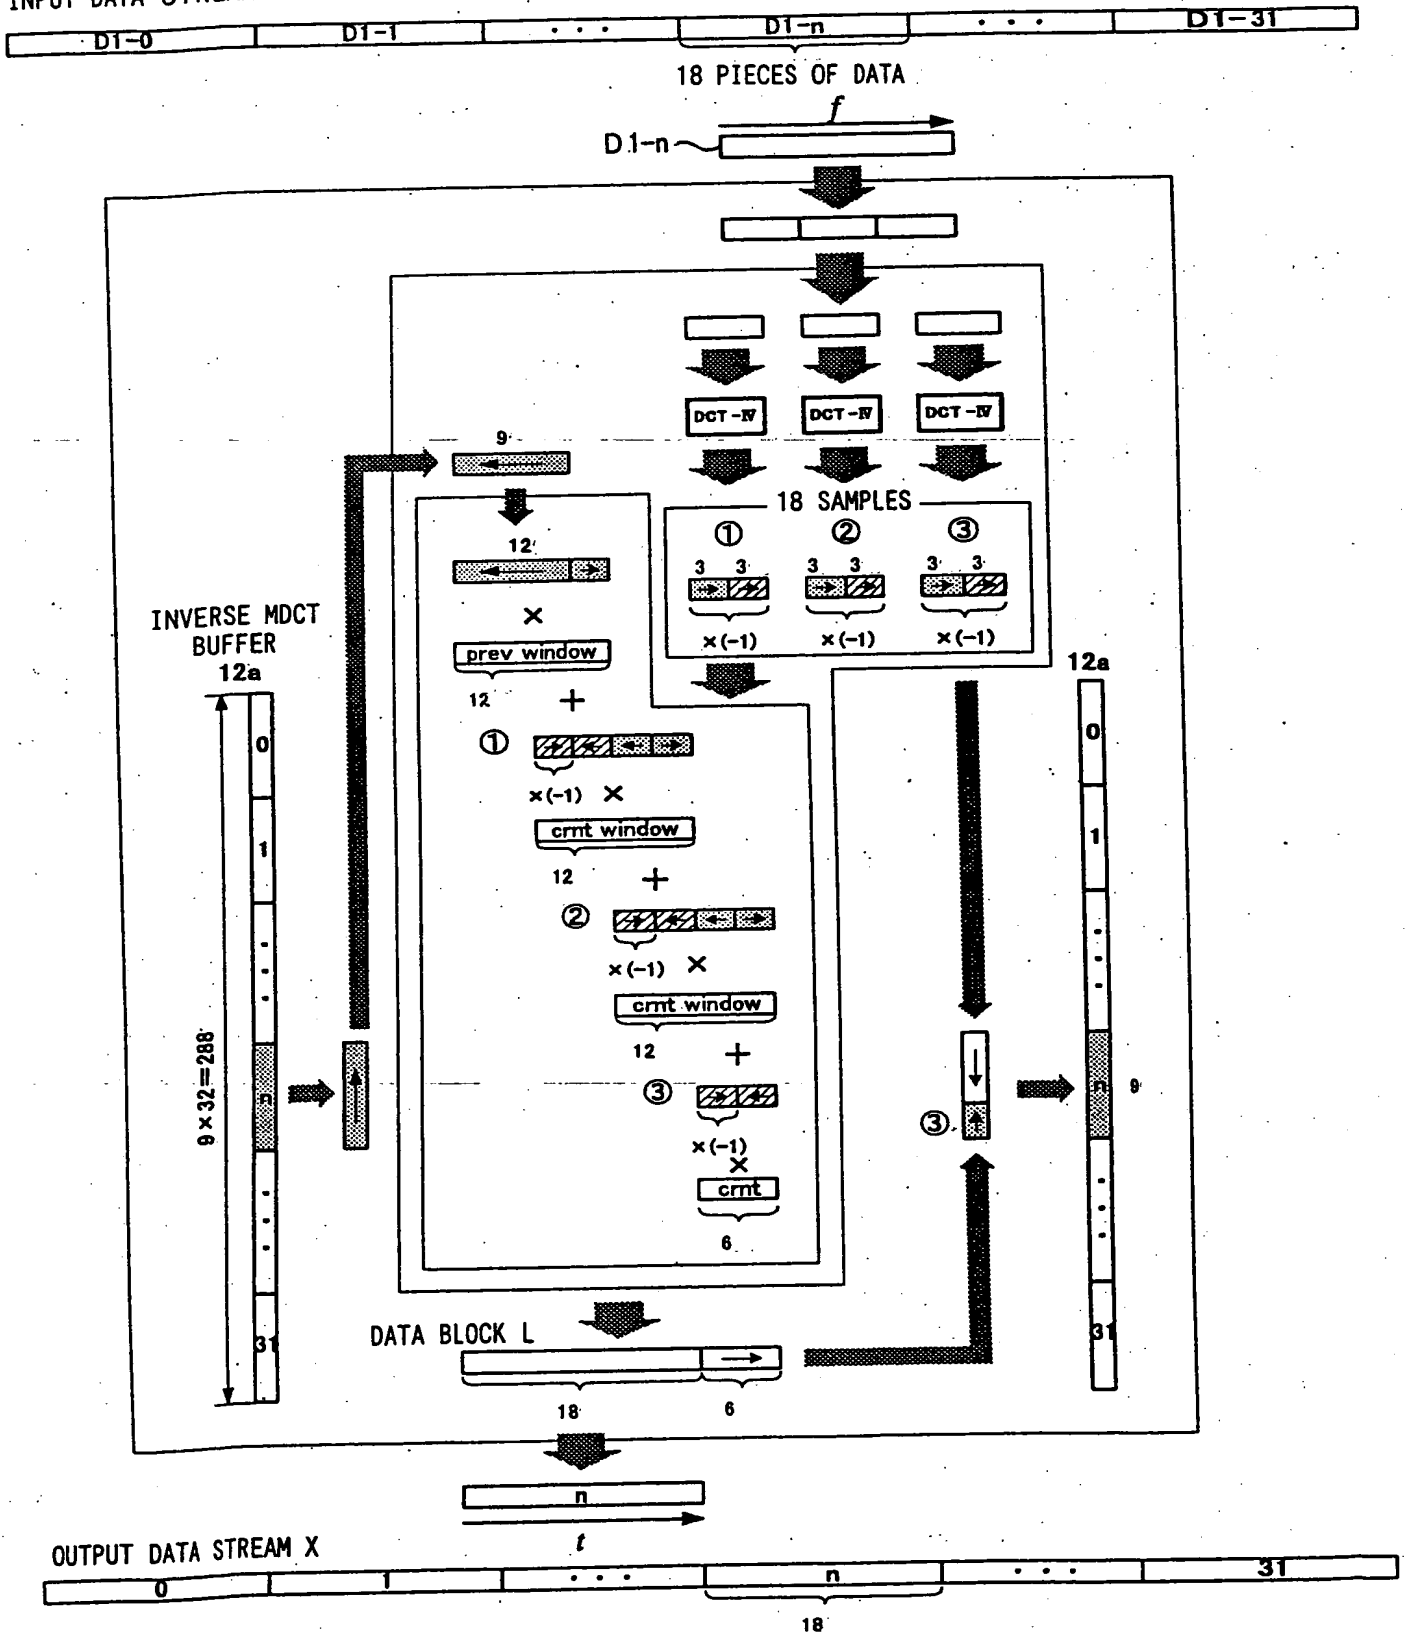 INPUT DATA STREAM
D1-0 D1-1 ··· D1-n ··· D1-31
18 PIECES OF DATA
f
D1-n
DCT-Ⅳ DCT-Ⅳ DCT-Ⅳ
9
18 SAMPLES
① ② ③
12
3 3 3 3 3 3
×(-1) ×(-1) ×(-1)
×
prev window
12 +
INVERSE MDCT
BUFFER
12a
12a
①
×(-1) ×
crnt window
12 +
②
×(-1) ×
crnt window
12 +
③
×(-1)
×
crnt
6
0
1
n
31
9×32=288
③
0
1
n 9
31
DATA BLOCK L
18 6
n
t
OUTPUT DATA STREAM X
0 1 ··· n ··· 31
18